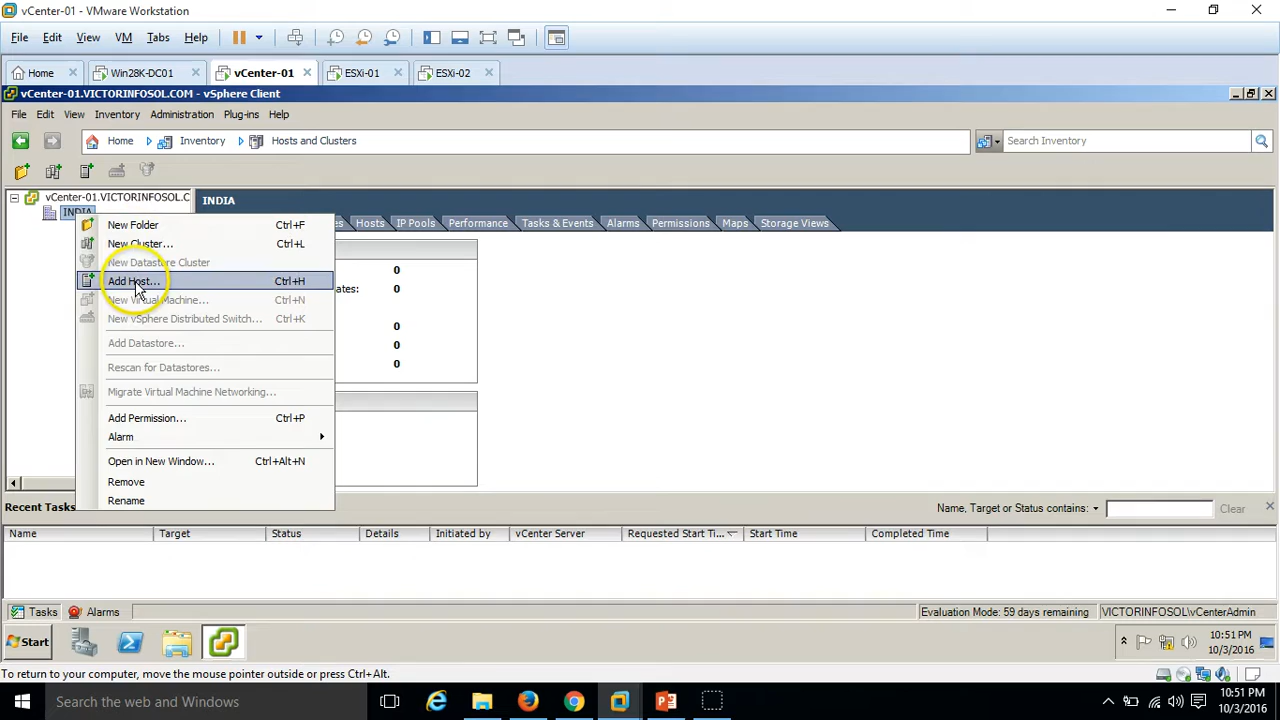 vCenter-01 - VMware Workstation
File Edit View VM Tabs Help
Home Win28K-DC01 vCenter-01 ESXi-01 ESXi-02
vCenter-01.VICTORINFOSOL.COM - vSphere Client
File Edit View Inventory Administration Plug-ins Help
Home Inventory Hosts and Clusters Search Inventory
vCenter-01.VICTORINFOSOL.C
INDIA
INDIA
Hosts IP Pools Performance Tasks & Events Alarms Permissions Maps Storage Views
New Folder Ctrl+F
New Cluster... Ctrl+L
New Datastore Cluster
Add Host... Ctrl+H
New Virtual Machine... Ctrl+N
New vSphere Distributed Switch... Ctrl+K
Add Datastore...
Rescan for Datastores...
Migrate Virtual Machine Networking...
Add Permission... Ctrl+P
Alarm
Open in New Window... Ctrl+Alt+N
Remove
Rename
0
ates: 0
0
0
0
Recent Tasks Name, Target or Status contains: Clear
Name Target Status Details Initiated by vCenter Server Requested Start Ti... Start Time Completed Time
Tasks Alarms Evaluation Mode: 59 days remaining VICTORINFOSOL\vCenterAdmin
Start 10:51 PM
10/3/2016
To return to your computer, move the mouse pointer outside or press Ctrl+Alt.
Search the web and Windows 10:51 PM
10/3/2016